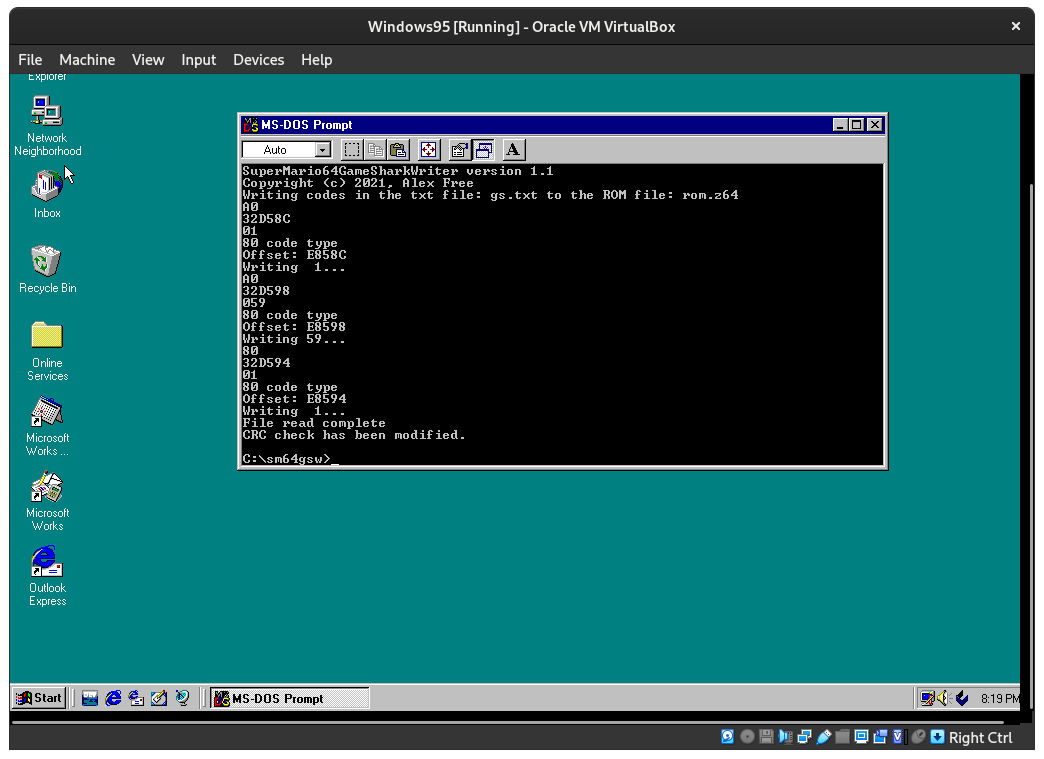 Windows95 [Running] - Oracle VM VirtualBox
File Machine View Input Devices Help
Explorer
Network
Neighborhood
Inbox
Recycle Bin
Online
Services
Microsoft
Works ...
Microsoft
Works
Outlook
Express
MS-DOS Prompt
Auto
A
SuperMario64GameSharkWriter version 1.1
Copyright (c) 2021, Alex Free
Writing codes in the txt file: gs.txt to the ROM file: rom.z64
A0
32D58C
01
80 code type
Offset: E858C
Writing  1...
A0
32D598
059
80 code type
Offset: E8598
Writing 59...
80
32D594
01
80 code type
Offset: E8594
Writing  1...
File read complete
CRC check has been modified.
C:\sm64gsw>_
Start
MS-DOS Prompt
8:19 PM
Right Ctrl